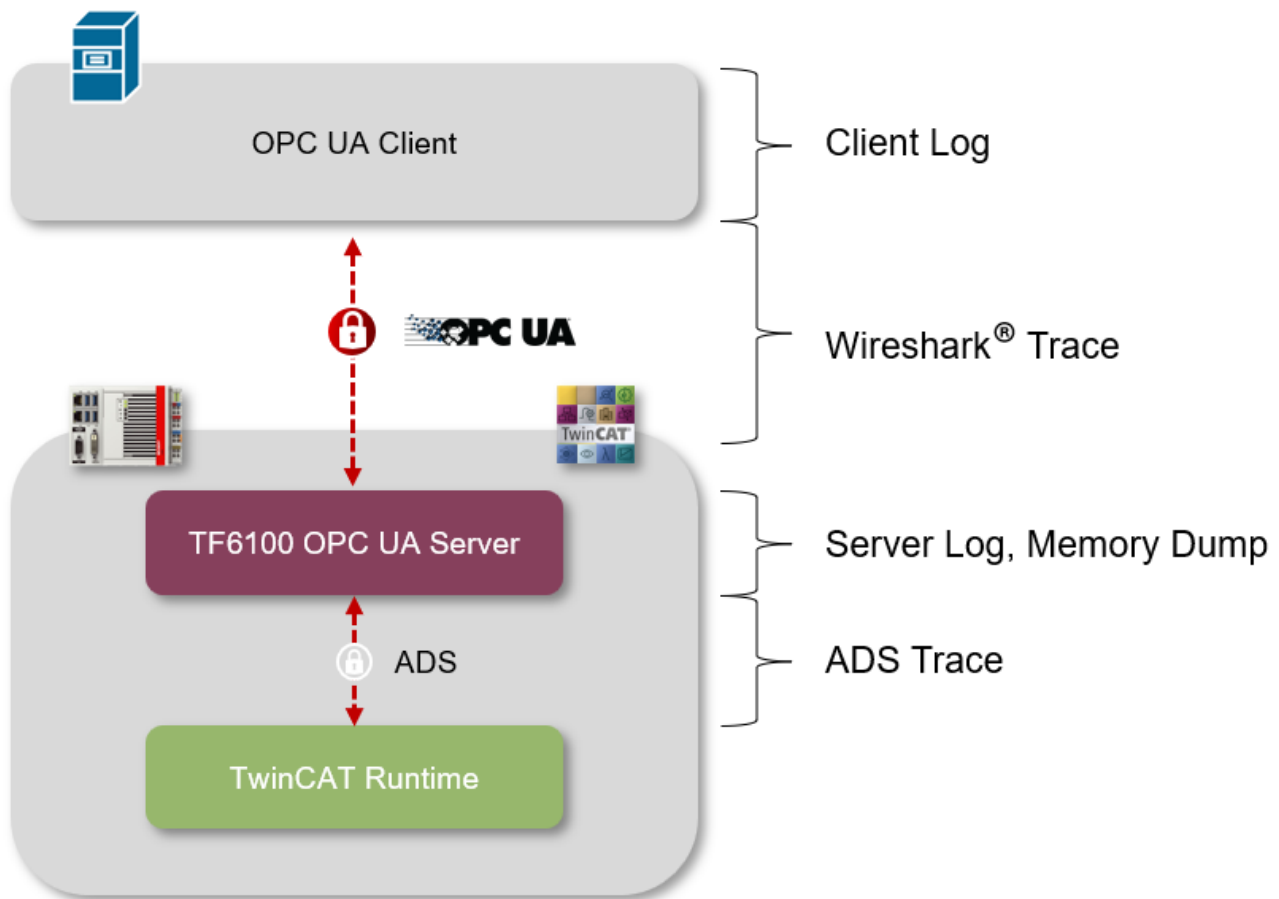 OPC UA Client
Client Log
OPC UA
Wireshark® Trace
TwinCAT
TF6100 OPC UA Server
Server Log, Memory Dump
ADS
ADS Trace
TwinCAT Runtime